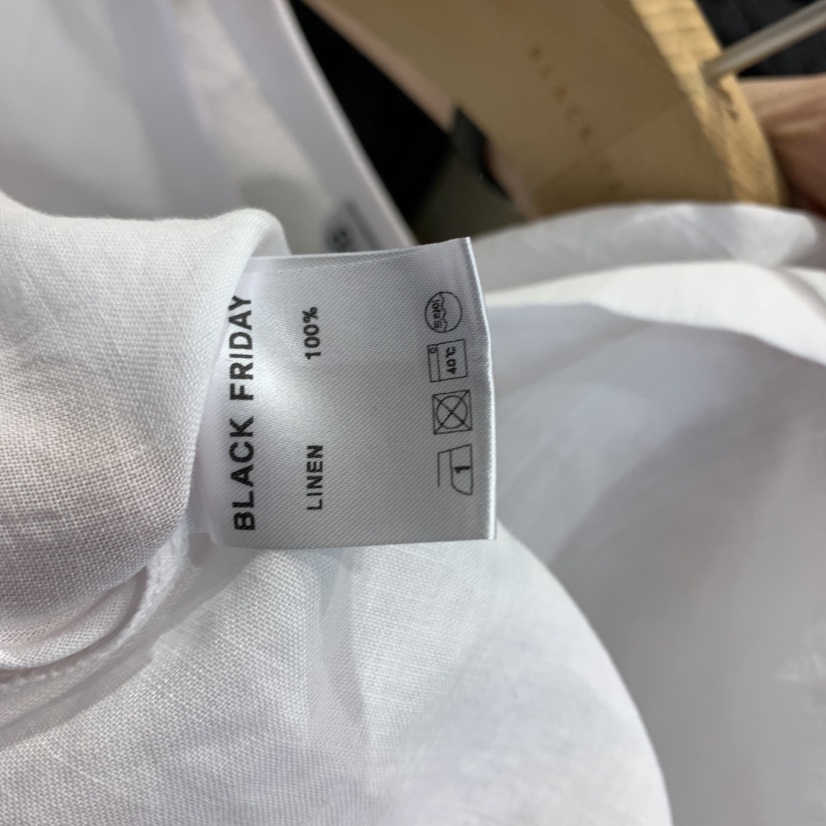 BLACK FRIDAY
LINEN 100%
40℃
1